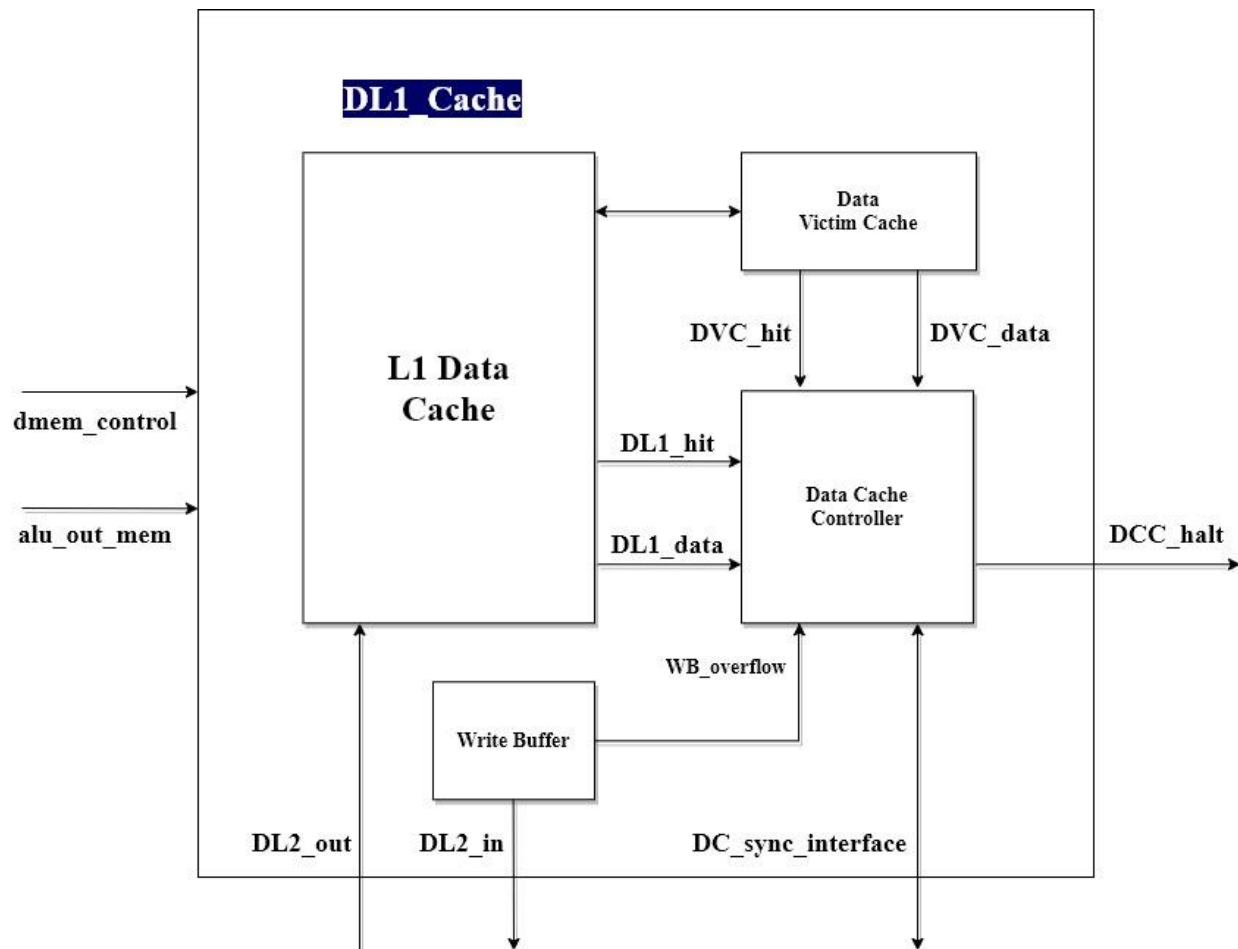 DL1_Cache
Data
Victim Cache
DVC_hit
DVC_data
L1 Data
Cache
dmem_control
DL1_hit
Data Cache
Controller
alu_out_mem
DL1_data
DCC_halt
WB_overflow
Write Buffer
DL2_out
DL2_in
DC_sync_interface